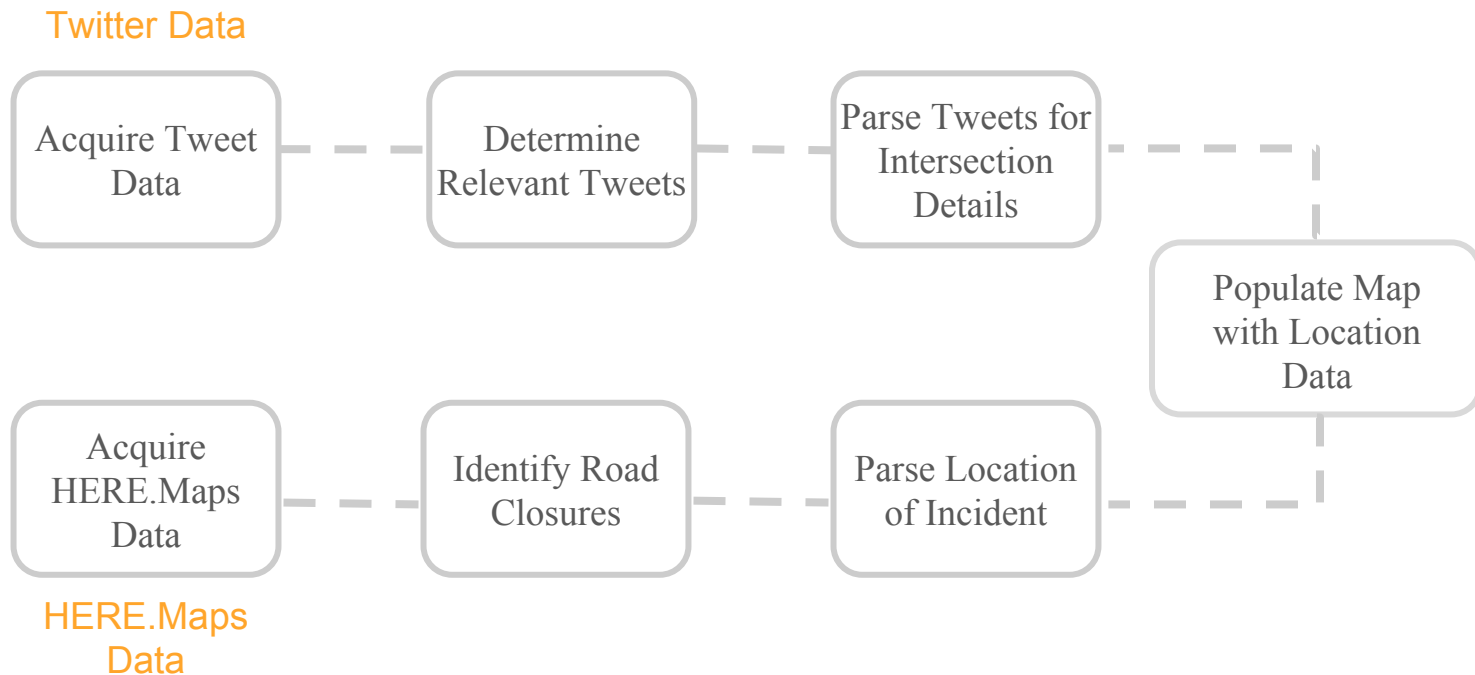 Twitter Data
Acquire Tweet
Data
Determine
Relevant Tweets
Parse Tweets for
Intersection
Details
Populate Map
with Location
Data
Acquire
HERE.Maps
Data
Identify Road
Closures
Parse Location
of Incident
HERE.Maps
Data